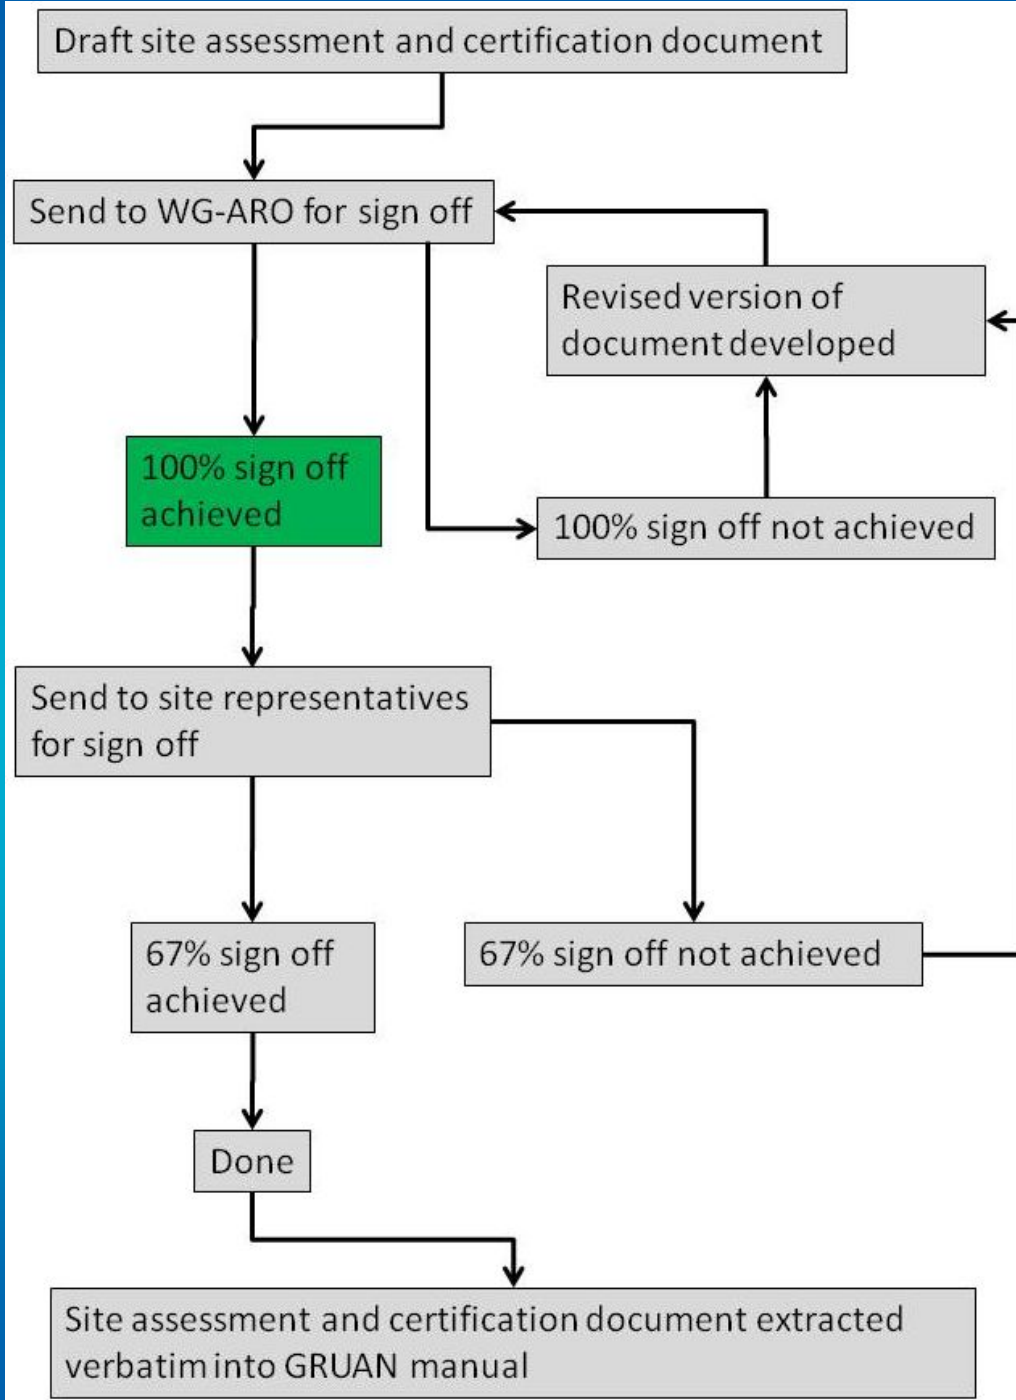 Draft site assessment and certification document
Send to WG-ARO for sign off
Revised version of
document developed
100% sign off
achieved
100% sign off not achieved
Send to site representatives
for sign off
67% sign off
achieved
67% sign off not achieved
Done
Site assessment and certification document extracted
verbatim into GRUAN manual